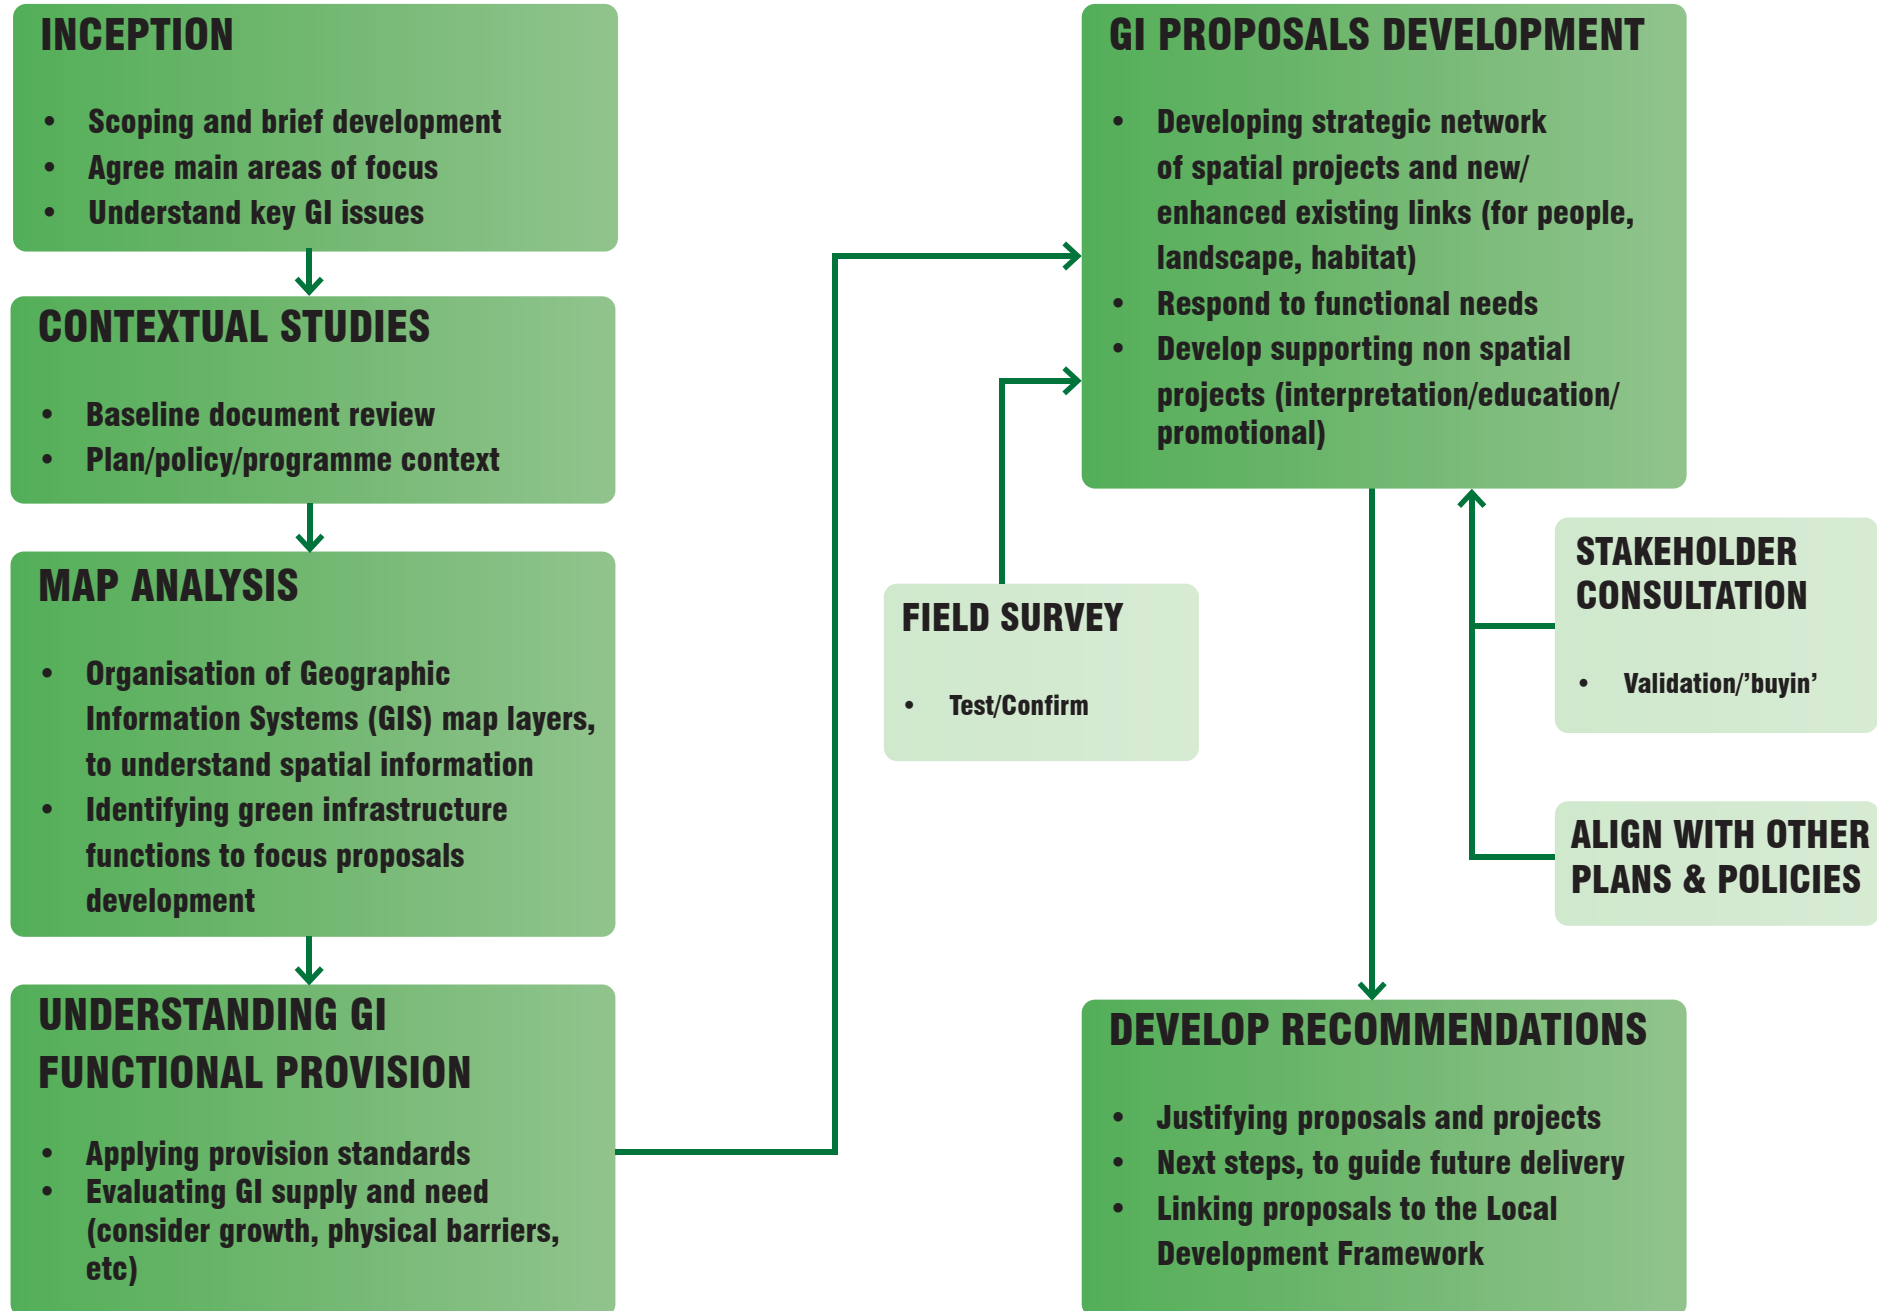 INCEPTION
• Scoping and brief development
• Agree main areas of focus
• Understand key GI issues
CONTEXTUAL STUDIES
• Baseline document review
• Plan/policy/programme context
MAP ANALYSIS
• Organisation of Geographic
Information Systems (GIS) map layers,
to understand spatial information
• Identifying green infrastructure
functions to focus proposals
development
UNDERSTANDING GI
FUNCTIONAL PROVISION
• Applying provision standards
• Evaluating GI supply and need
(consider growth, physical barriers,
etc)
FIELD SURVEY
• Test/Confirm
GI PROPOSALS DEVELOPMENT
• Developing strategic network
of spatial projects and new/
enhanced existing links (for people,
landscape, habitat)
• Respond to functional needs
• Develop supporting non spatial
projects (interpretation/education/
promotional)
STAKEHOLDER
CONSULTATION
• Validation/’buyin’
ALIGN WITH OTHER
PLANS & POLICIES
DEVELOP RECOMMENDATIONS
• Justifying proposals and projects
• Next steps, to guide future delivery
• Linking proposals to the Local
Development Framework